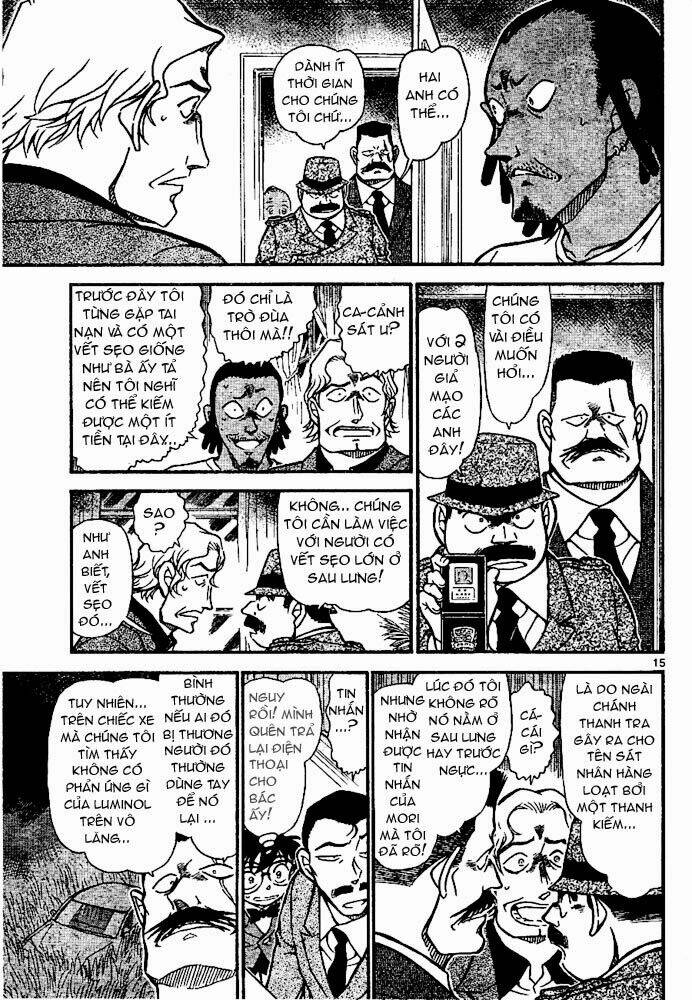 HAI
ANH CÓ
THỂ...
DÀNH ÍT
THỜI GIAN
CHO CHÚNG
TÔI CHỨ...
CHÚNG
TÔI CÓ
VÀI ĐIỀU
MUỐN
HỎI...
VỚI 2
NGƯỜI
GIẢ
MẠO CÁC
ANH ĐÂY!
CA-CẢNH
SÁT Ư?
ĐÓ CHỈ LÀ
TRÒ ĐÙA
THÔI MÀ!!
TRƯỚC ĐÂY TÔI
TỪNG GẶP TAI
NẠN VÀ CÓ MỘT
VẾT SẸO GIỐNG
NHƯ BÀ ẤY TẢ
NÊN TÔI NGHĨ
CÓ THỂ KIẾM
ĐƯỢC MỘT ÍT
TIỀN TẠI ĐÂY...
KHÔNG... CHÚNG
TÔI CẦN LÀM VIỆC
VỚI NGƯỜI CÓ
VẾT SẸO LỚN Ở
SAU LƯNG!
SAO
?
NHƯ
ANH
BIẾT,
VẾT
SẸO
ĐÓ...
15
LÀ DO NGÀI
CHÁNH
THANH TRA
GÂY RA CHO
TÊN SÁT
NHÂN HÀNG
LOẠT BỞI
MỘT THANH
KIẾM...
CÁ-
CÁI
GÌ?
LÚC ĐÓ TÔI
KHÔNG RÕ
NÓ NẰM Ở
SAU LƯNG
HAY TRƯỚC
NGỰC...
NHƯNG
NHỜ
NHẬN
ĐƯỢC
TIN
NHẮN
CỦA
MORI
MÀ TÔI
ĐÃ RÕ!
TIN
NHẮN
...?
NGUY
RỒI! MÌNH
QUÊN TRẢ
LẠI ĐIỆN
THOẠI
CHO
BÁC
ẤY!
BÌNH
THƯỜNG
NẾU AI ĐÓ
BỊ THƯƠNG
NGƯỜI ĐÓ
THƯỜNG
DÙNG TAY
ĐỂ NÓ
LẠI ...
TUY NHIÊN...
TRÊN CHIẾC XE
MÀ CHÚNG TÔI
TÌM THẤY
KHÔNG CÓ
PHẢN ỨNG GÌ
CỦA LUMINOL
TRÊN VÔ
LĂNG...